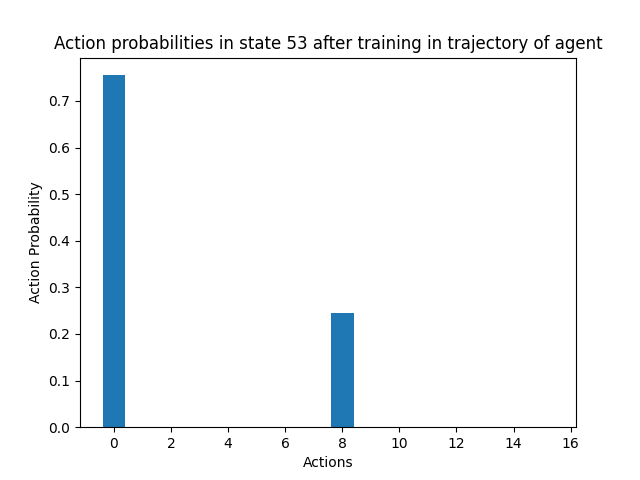 Action probabilities in state 53 after training in trajectory of agent
0.7
0.6
0.5
0.4
0.3
0.2
0.1
0.0
Action Probability
0 2 4 6 8 10 12 14 16
Actions